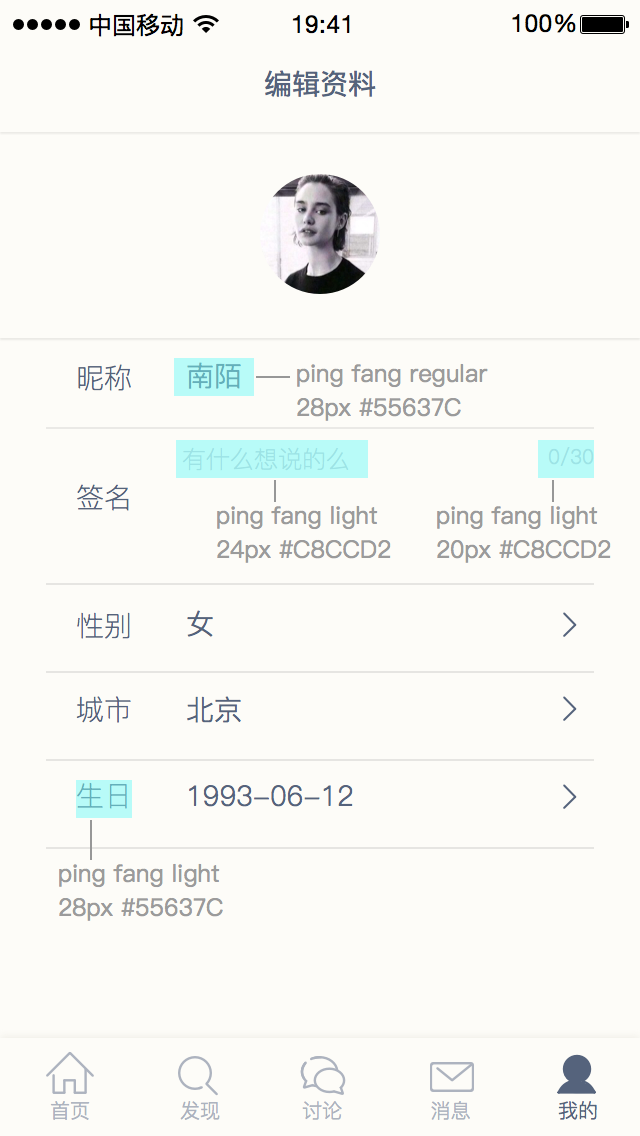 中国移动 19:41 100%
编辑资料
昵称 南陌 ping fang regular
28px #55637C
有什么想说的么 0/30
签名
ping fang light ping fang light
24px #C8CCD2 20px #C8CCD2
性别 女
城市 北京
生日 1993-06-12
ping fang light
28px #55637C
首页 发现 讨论 消息 我的